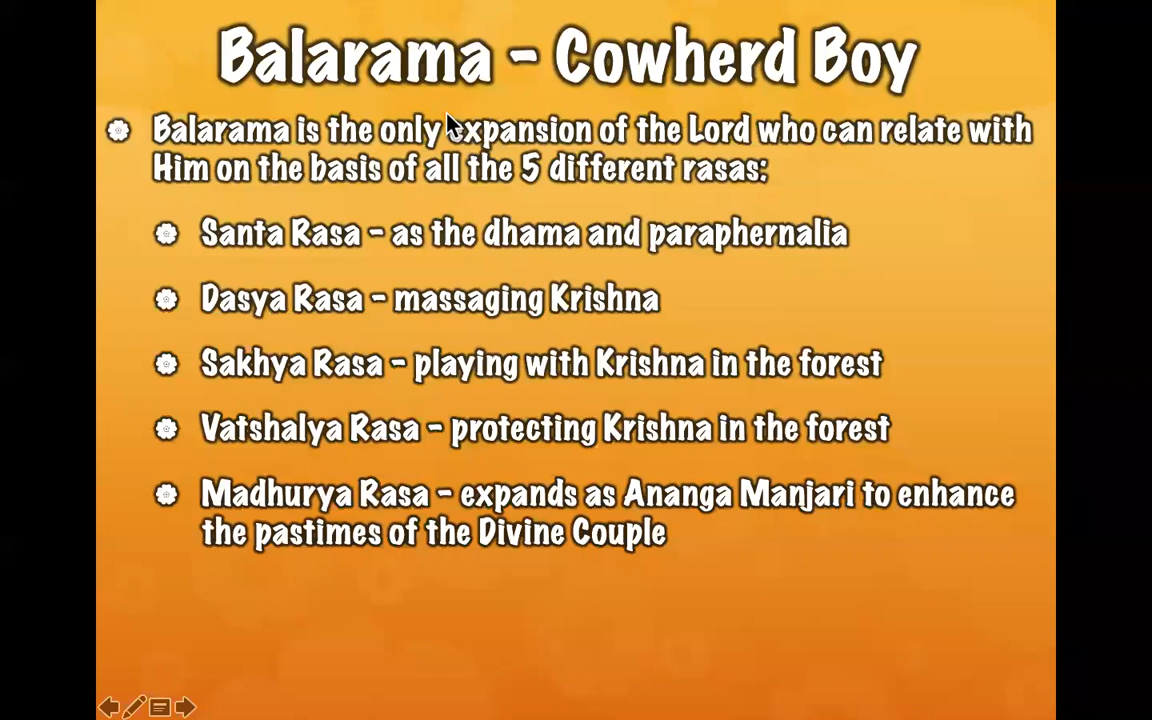 Balarama - Cowherd Boy
Balarama is the only expansion of the Lord who can relate with
Him on the basis of all the 5 different rasas:
Santa Rasa - as the dhama and paraphernalia
Dasya Rasa - massaging Krishna
Sakhya Rasa - playing with Krishna in the forest
Vatshalya Rasa - protecting Krishna in the forest
Madhurya Rasa - expands as Ananga Manjari to enhance
the pastimes of the Divine Couple